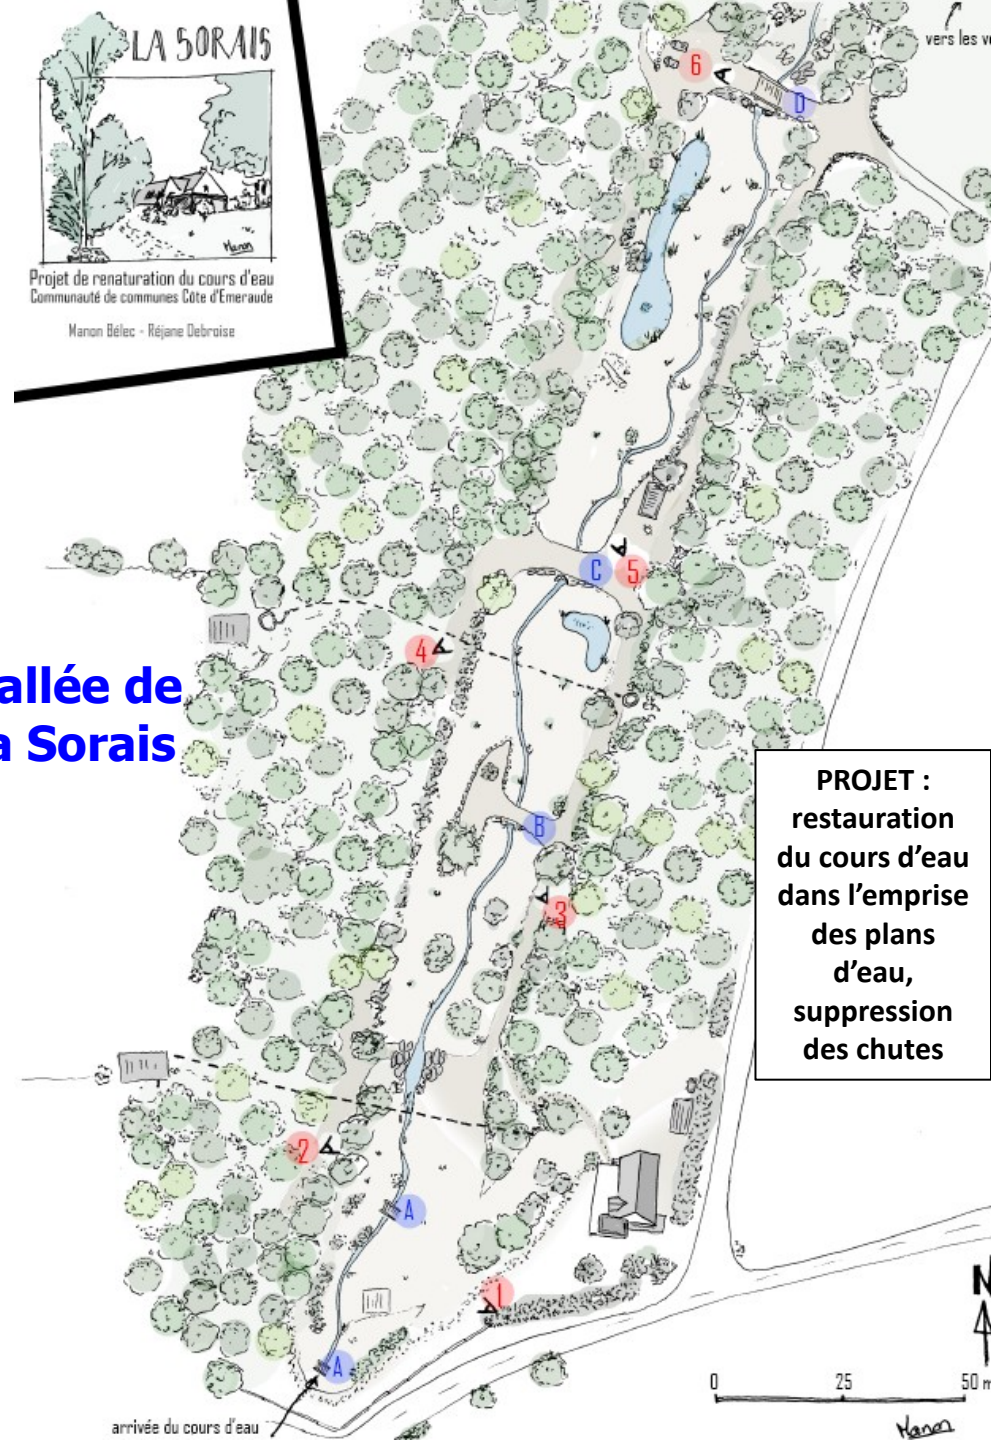 LA SORAIS
Manon
Projet de renaturation du cours d'eau
Communauté de communes Côte d'Emeraude
Manon Bélec - Réjane Debroise
vers les
6
D
C
5
4
allée de
a Sorais
B
3
PROJET :
restauration
du cours d'eau
dans l'emprise
des plans
d'eau,
suppression
des chutes
2
A
1
A
N
0 25 50 m
arrivée du cours d'eau
Manon